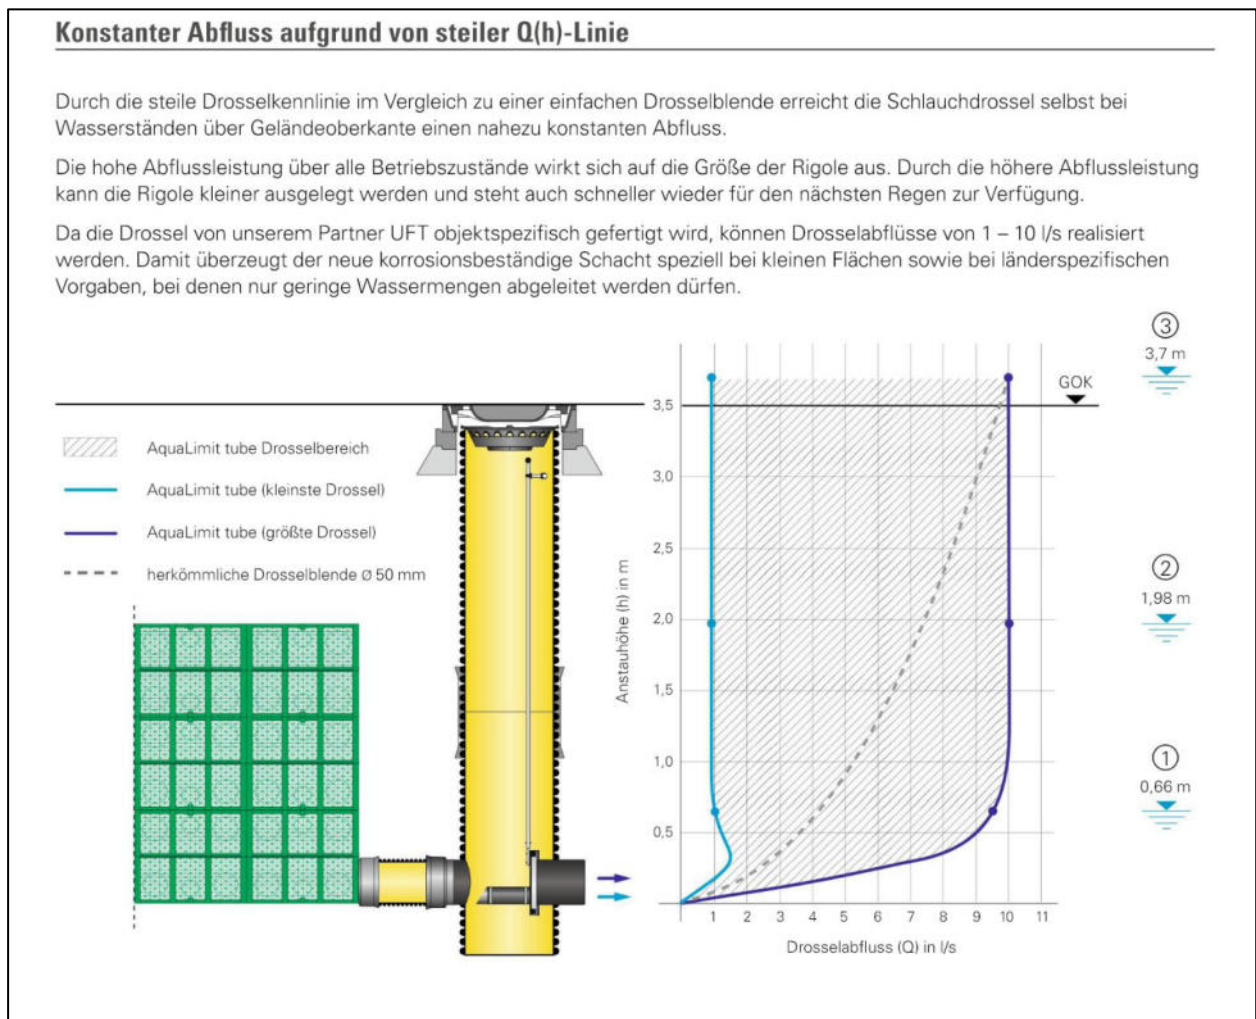 Konstanter Abfluss aufgrund von steiler Q(h)-Linie
Durch die steile Drosselkennlinie im Vergleich zu einer einfachen Drosselblende erreicht die Schlauchdrossel selbst bei
Wasserständen über Geländeoberkante einen nahezu konstanten Abfluss.
Die hohe Abflussleistung über alle Betriebszustände wirkt sich auf die Größe der Rigole aus. Durch die höhere Abflussleistung
kann die Rigole kleiner ausgelegt werden und steht auch schneller wieder für den nächsten Regen zur Verfügung.
Da die Drossel von unserem Partner UFT objektspezifisch gefertigt wird, können Drosselabflüsse von 1 – 10 l/s realisiert
werden. Damit überzeugt der neue korrosionsbeständige Schacht speziell bei kleinen Flächen sowie bei länderspezifischen
Vorgaben, bei denen nur geringe Wassermengen abgeleitet werden dürfen.
AquaLimit tube Drosselbereich
AquaLimit tube (kleinste Drossel)
AquaLimit tube (größte Drossel)
herkömmliche Drosselblende Ø 50 mm
Anstauhöhe (h) in m
3,5
3,0
2,5
2,0
1,5
1,0
0,5
1 2 3 4 5 6 7 8 9 10 11
Drosselabfluss (Q) in l/s
GOK
3
3,7 m
2
1,98 m
1
0,66 m